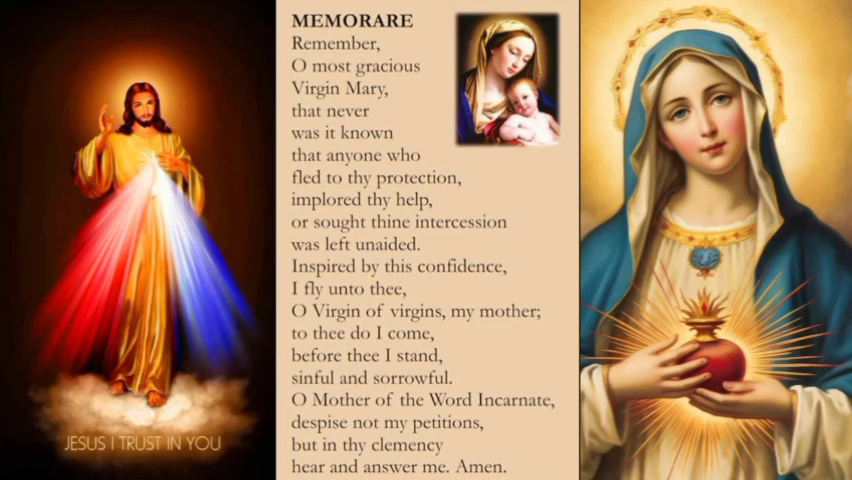 JESUS I TRUST IN YOU
MEMORARE
Remember,
O most gracious
Virgin Mary,
that never
was it known
that anyone who
fled to thy protection,
implored thy help,
or sought thine intercession
was left unaided.
Inspired by this confidence,
I fly unto thee,
O Virgin of virgins, my mother;
to thee do I come,
before thee I stand,
sinful and sorrowful.
O Mother of the Word Incarnate,
despise not my petitions,
but in thy clemency
hear and answer me. Amen.